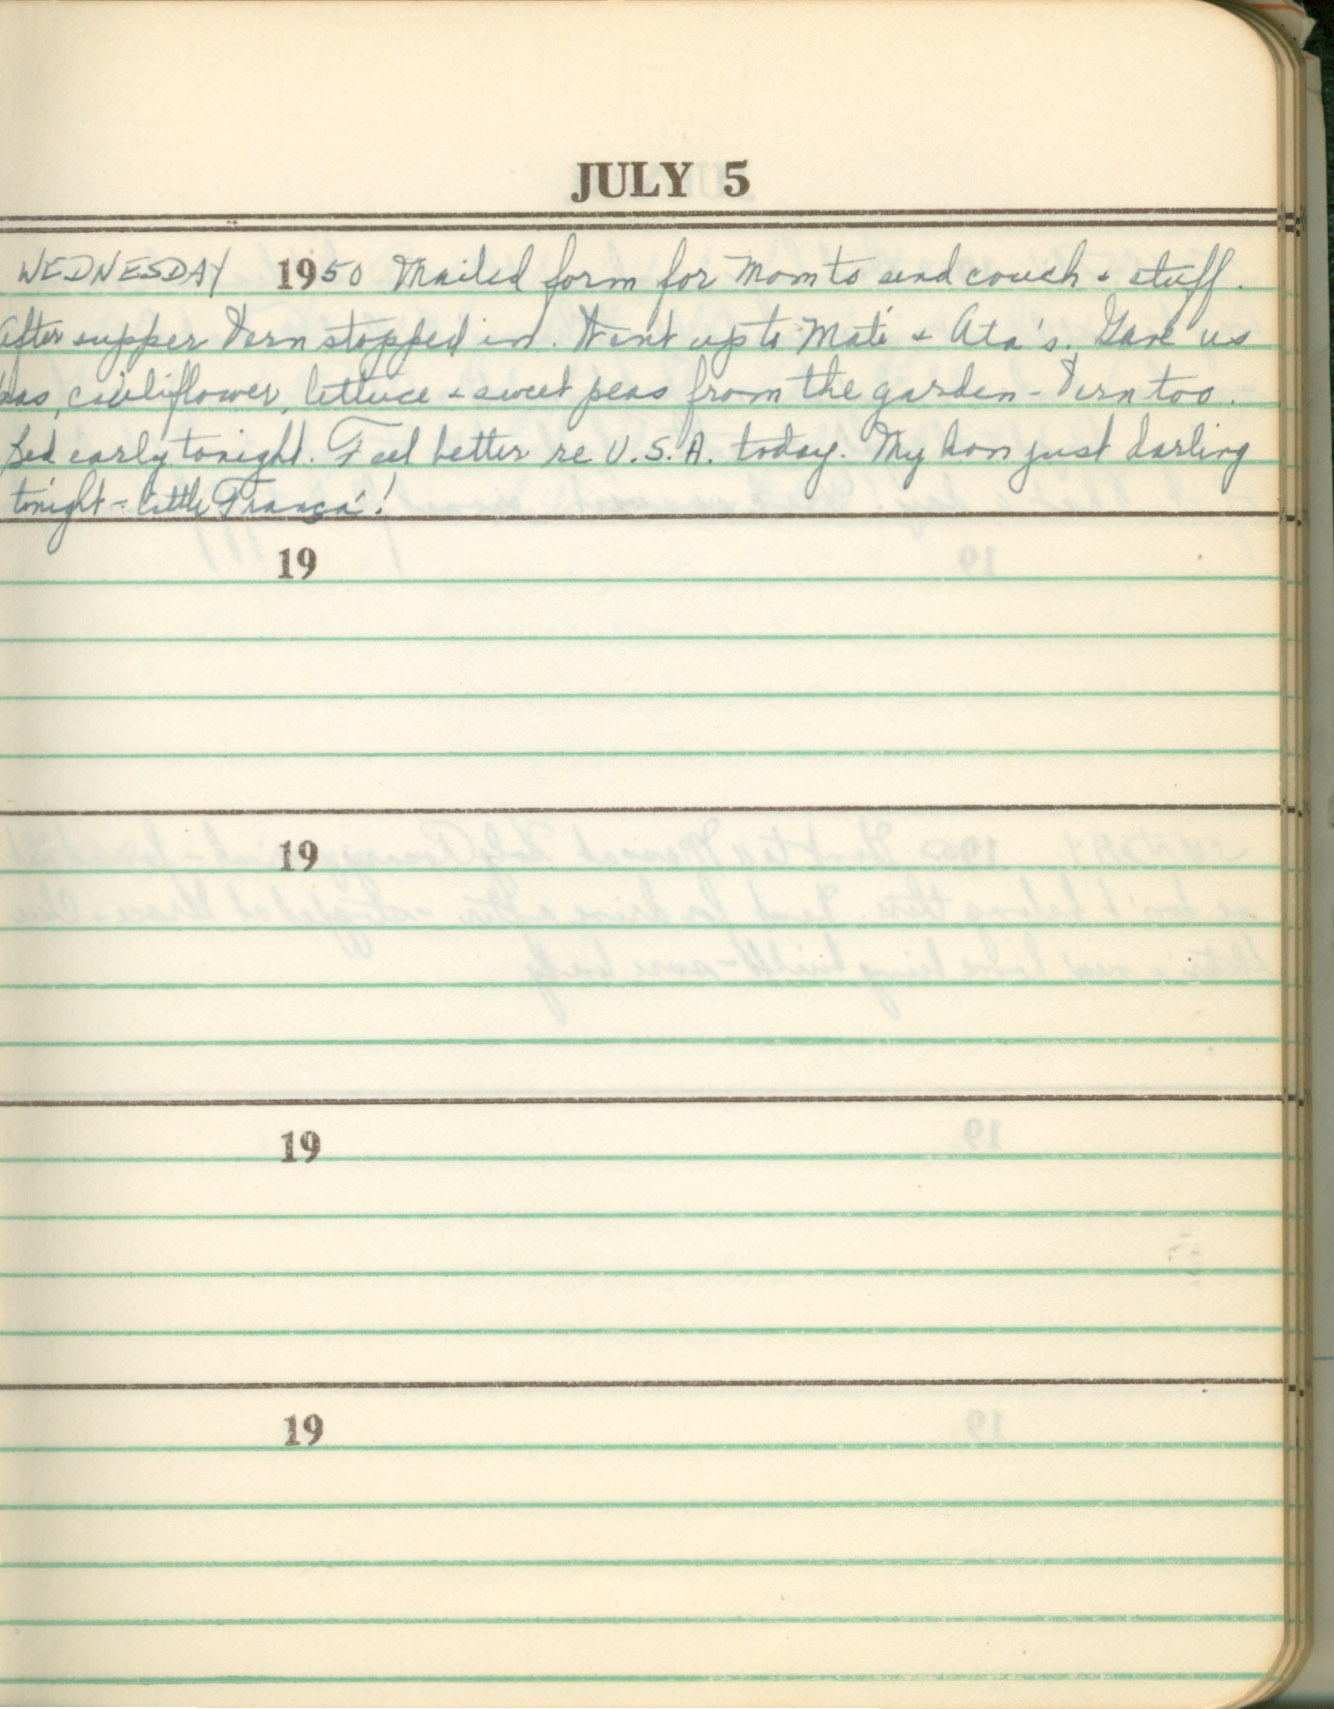 JULY 5
WEDNESDAY 1950 Mailed form for Mom to send couch + stuff.
After supper Vern stopped in. Went up to Mate + Ata's. Gave us
cauliflower, lettuce + sweet peas from the garden - Vern too.
Bed early tonight. Feel better re U.S.A. today. My hon just darling
tonight - little Franca!
19
19
19
19